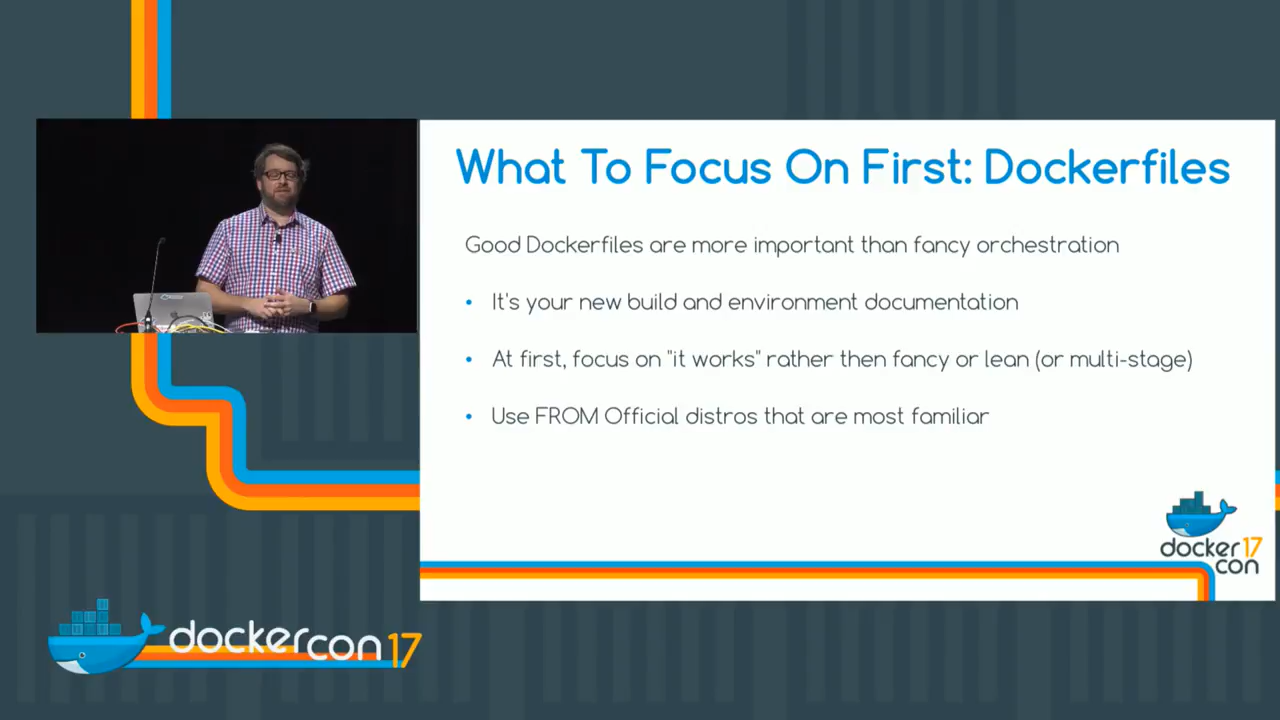 What To Focus On First: Dockerfiles
Good Dockerfiles are more important than fancy orchestration
• It's your new build and environment documentation
• At first, focus on "it works" rather then fancy or lean (or multi-stage)
• Use FROM Official distros that are most familiar
docker 17
con
dockercon 17